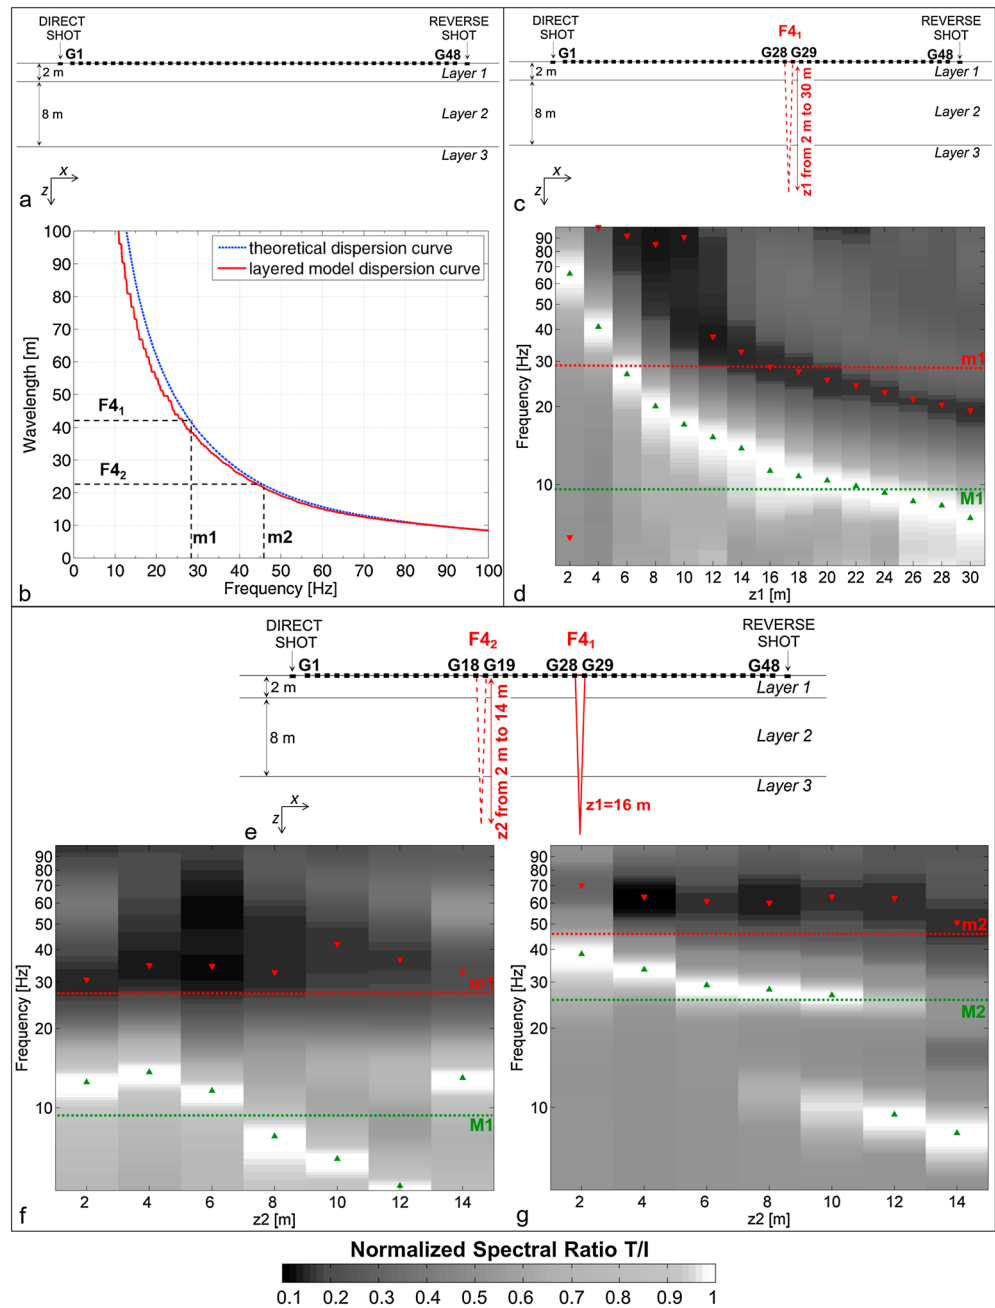 DIRECT SHOT
REVERSE SHOT
G1
G48
2 m
Layer 1
8 m
Layer 2
Layer 3
x
z
a
DIRECT SHOT
F4₁
REVERSE SHOT
G1
G28 G29
G48
2 m
Layer 1
8 m
Layer 2
z1 from 2 m to 30 m
Layer 3
x
z
c
theoretical dispersion curve
layered model dispersion curve
Wavelength [m]
100
90
80
70
60
50
40
30
20
10
0
F4₁
F4₂
m1
m2
0 10 20 30 40 50 60 70 80 90 100
Frequency [Hz]
b
Frequency [Hz]
90
80
70
60
50
40
30
20
10
m1
M1
2 4 6 8 10 12 14 16 18 20 22 24 26 28 30
z1 [m]
d
DIRECT SHOT
F4₂
F4₁
REVERSE SHOT
G1
G18 G19
G28 G29
G48
2 m
Layer 1
8 m
Layer 2
z2 from 2 m to 14 m
Layer 3
z1=16 m
x
z
e
Frequency [Hz]
90
80
70
60
50
40
30
20
10
m1
M1
2 4 6 8 10 12 14
z2 [m]
f
Frequency [Hz]
90
80
70
60
50
40
30
20
10
m2
M2
2 4 6 8 10 12 14
z2 [m]
g
Normalized Spectral Ratio T/I
0.1 0.2 0.3 0.4 0.5 0.6 0.7 0.8 0.9 1